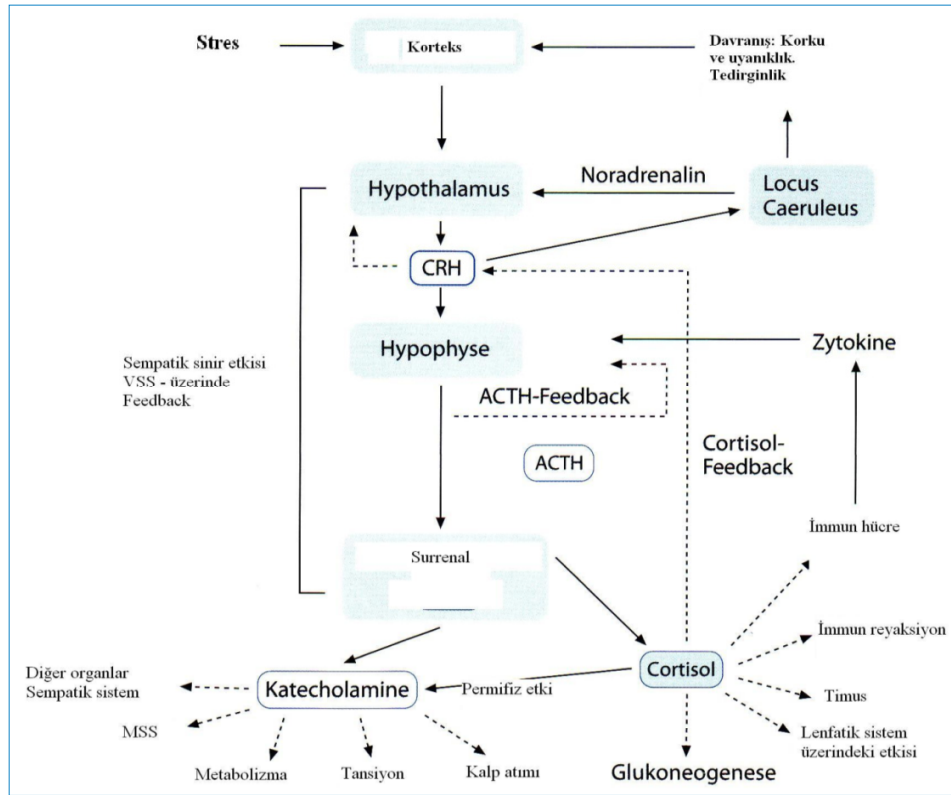 Stres
Korteks
Davranış: Korku
ve uyanıklık.
Tedirginlik
Hypothalamus
Noradrenalin
Locus
Caeruleus
CRH
Hypophyse
Zytokine
Sempatik sinir etkisi
VSS - üzerinde
Feedback
ACTH-Feedback
ACTH
Cortisol-
Feedback
İmmun hücre
Surrenal
İmmun reyaksiyon
Cortisol
Diğer organlar
Sempatik sistem
Katecholamine
Permifiz etki
Timus
MSS
Lenfatik sistem
üzerindeki etkisi
Metabolizma
Tansiyon
Kalp atımı
Glukoneogenese